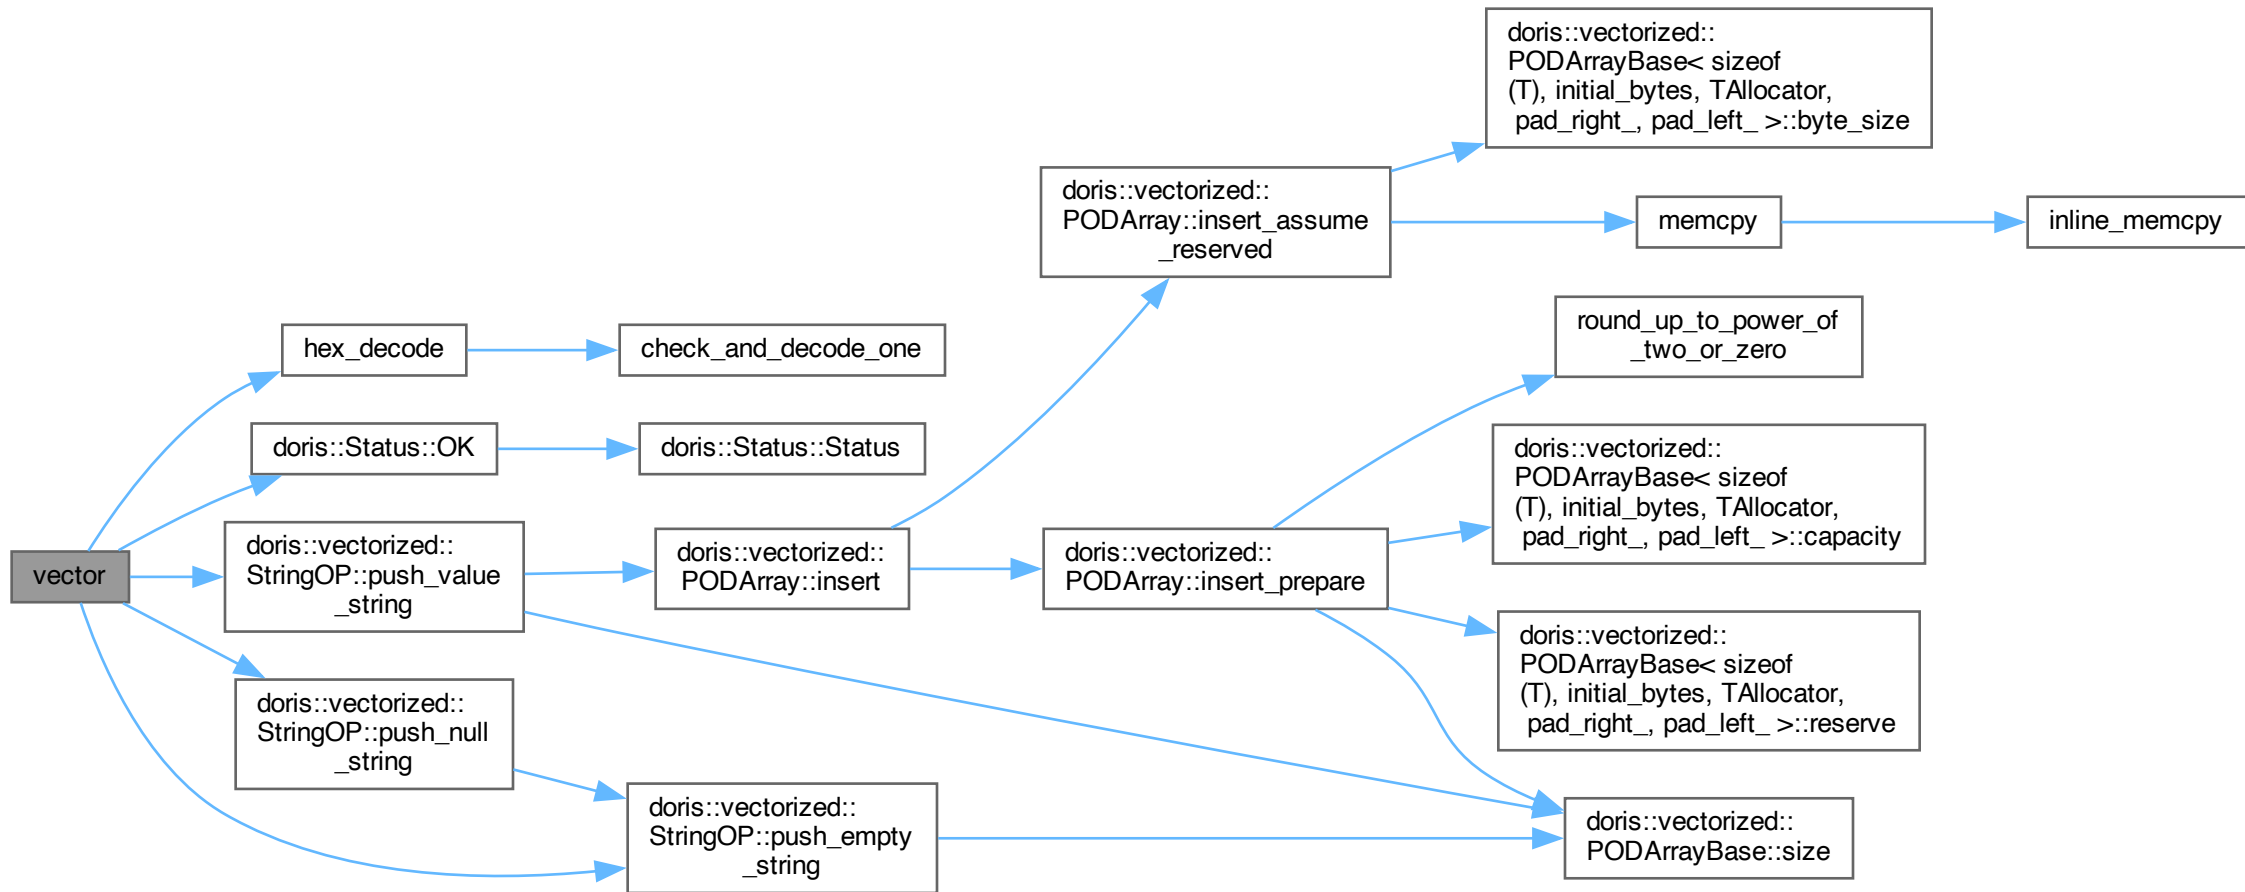 vector
hex_decode
check_and_decode_one
doris::Status::OK
doris::Status::Status
doris::vectorized::
StringOP::push_value
_string
doris::vectorized::
PODArray::insert
doris::vectorized::
PODArray::insert_assume
_reserved
doris::vectorized::
PODArrayBase< sizeof
(T), initial_bytes, TAllocator,
pad_right_, pad_left_ >::byte_size
memcpy
inline_memcpy
doris::vectorized::
PODArray::insert_prepare
round_up_to_power_of
_two_or_zero
doris::vectorized::
PODArrayBase< sizeof
(T), initial_bytes, TAllocator,
pad_right_, pad_left_ >::capacity
doris::vectorized::
PODArrayBase< sizeof
(T), initial_bytes, TAllocator,
pad_right_, pad_left_ >::reserve
doris::vectorized::
PODArrayBase::size
doris::vectorized::
StringOP::push_null
_string
doris::vectorized::
StringOP::push_empty
_string